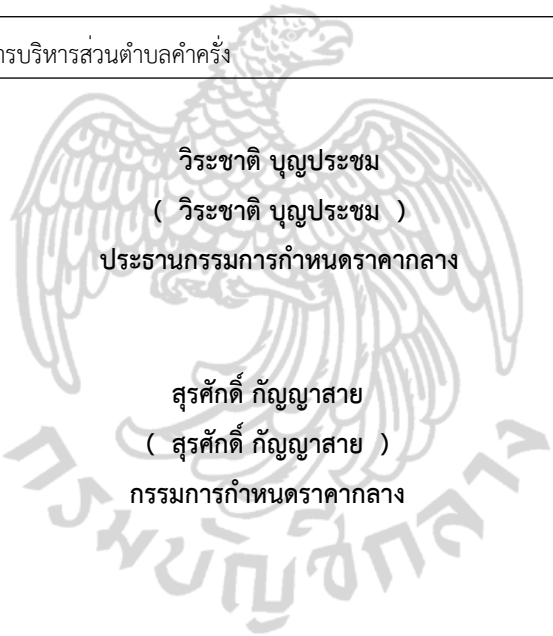 ารบริหารส่วนตำบลคำครั่ง
วิระชาติ บุญประชม
( วิระชาติ บุญประชม )
ประธานกรรมการกำหนดราคากลาง
สุรศักดิ์ กัญญาสาย
( สุรศักดิ์ กัญญาสาย )
กรรมการกำหนดราคากลาง
กรมบัญชีกลาง